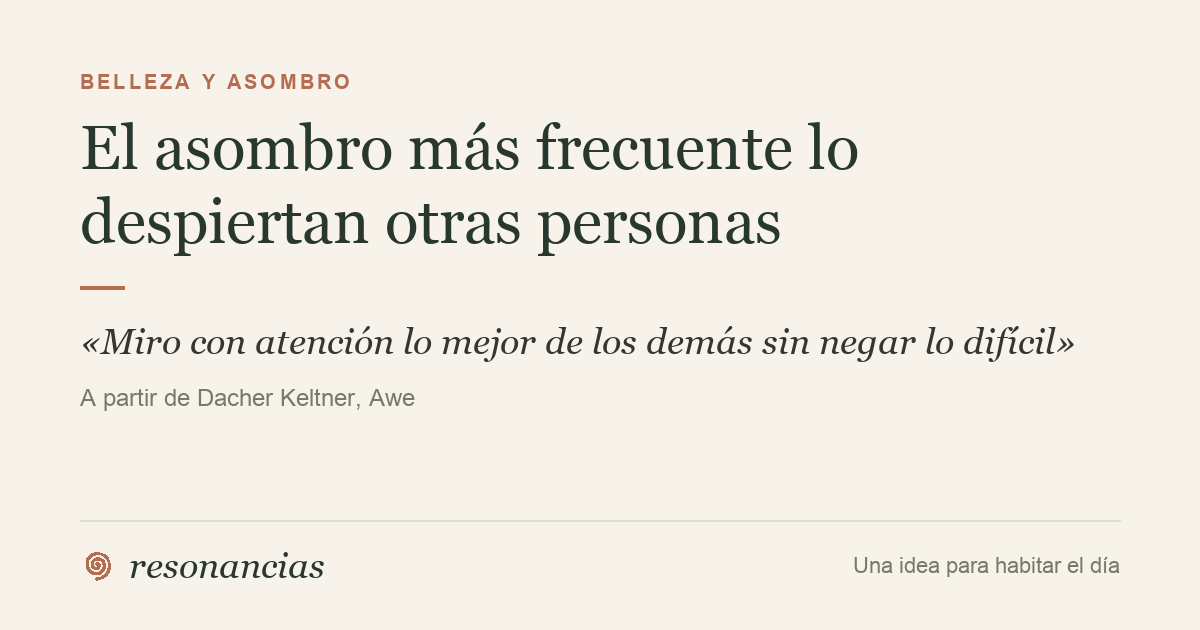 BELLEZA Y ASOMBRO
El asombro más frecuente lo
despiertan otras personas
«Miro con atención lo mejor de los demás sin negar lo difícil»
A partir de Dacher Keltner, Awe
resonancias
Una idea para habitar el día